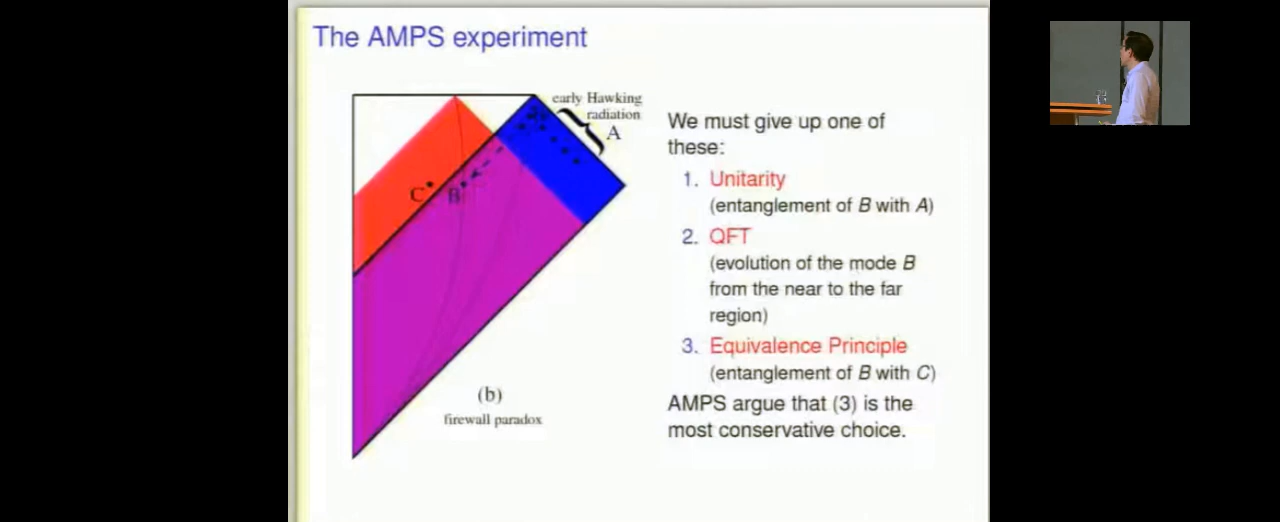 The AMPS experiment
early Hawking
radiation
A
C
B
(b)
firewall paradox
We must give up one of
these:
1. Unitarity
(entanglement of B with A)
2. QFT
(evolution of the mode B
from the near to the far
region)
3. Equivalence Principle
(entanglement of B with C)
AMPS argue that (3) is the
most conservative choice.